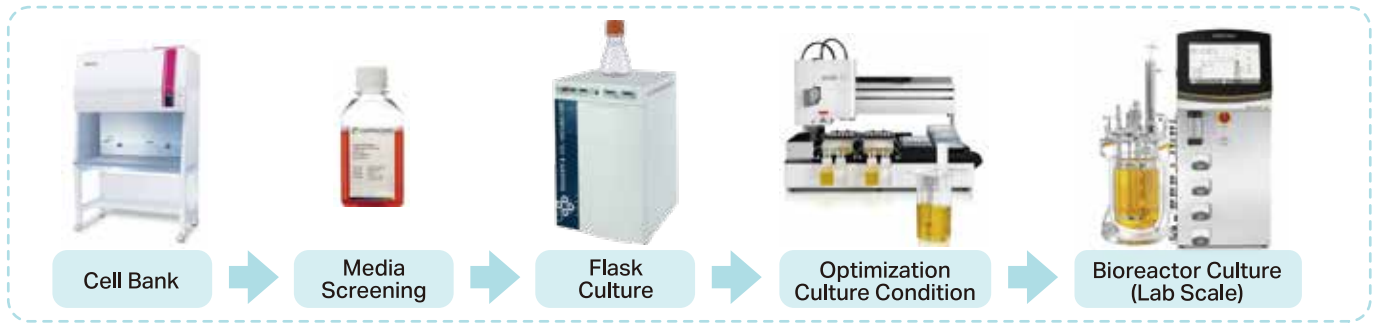 Cell Bank
Media
Screening
Flask
Culture
Optimization
Culture Condition
Bioreactor Culture
(Lab Scale)